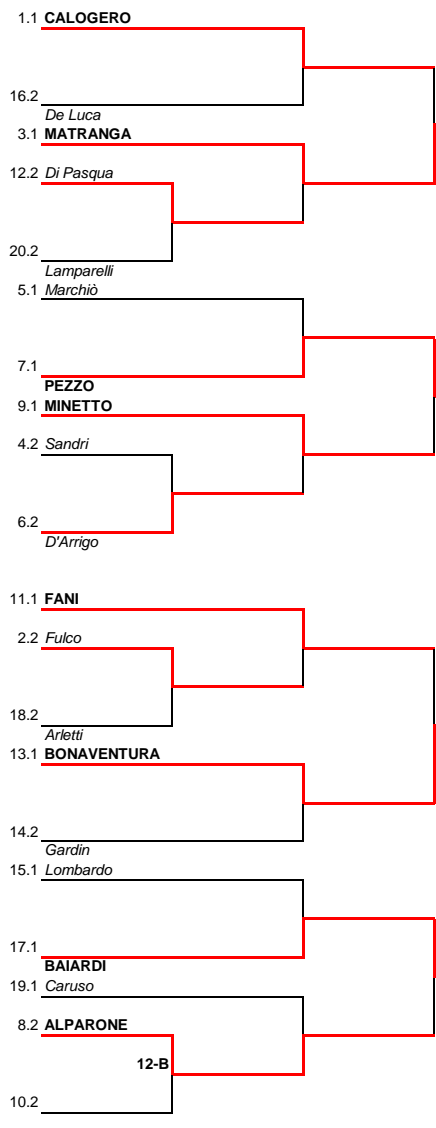 1.1 CALOGERO
16.2
De Luca
3.1 MATRANGA
12.2 Di Pasqua
20.2
Lamparelli
5.1 Marchiò
7.1
PEZZO
9.1 MINETTO
4.2 Sandri
6.2
D'Arrigo
11.1 FANI
2.2 Fulco
18.2
Arletti
13.1 BONAVENTURA
14.2
Gardin
15.1 Lombardo
17.1
BAIARDI
19.1 Caruso
8.2 ALPARONE
12-B
10.2